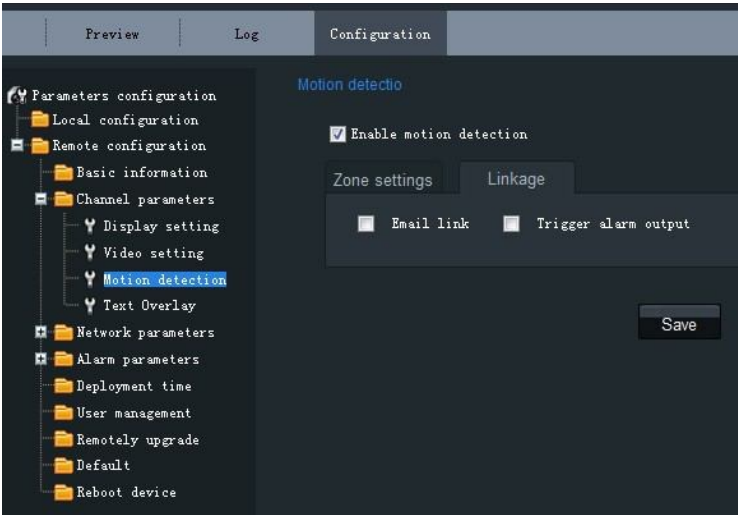 Preview Log Configuration
Parameters configuration
Local configuration
Remote configuration
Basic information
Channel parameters
Display setting
Video setting
Motion detection
Text Overlay
Network parameters
Alarm parameters
Deployment time
User management
Remotely upgrade
Default
Reboot device
Motion detectio
Enable motion detection
Zone settings Linkage
Email link Trigger alarm output
Save